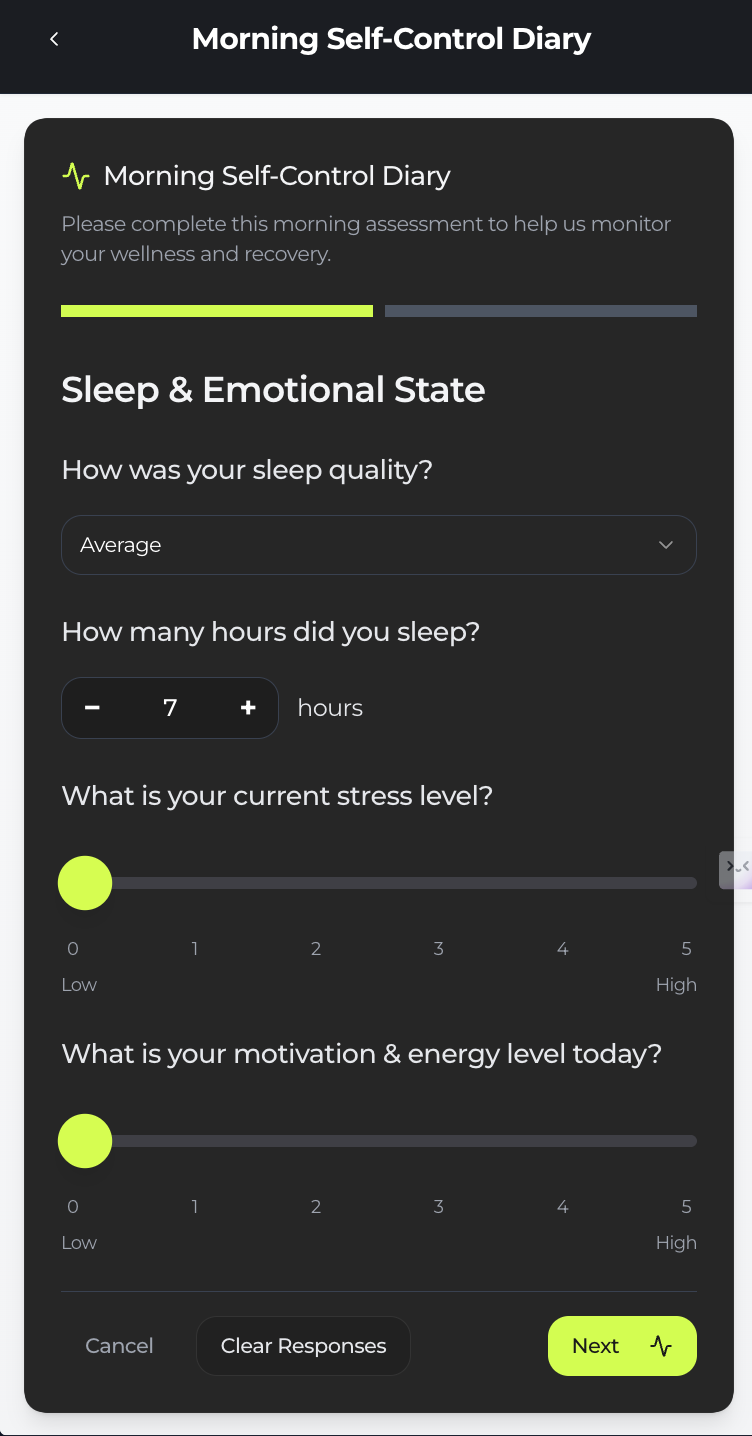 Morning Self-Control Diary
Morning Self-Control Diary
Please complete this morning assessment to help us monitor
your wellness and recovery.
Sleep & Emotional State
How was your sleep quality?
Average
How many hours did you sleep?
− 7 + hours
What is your current stress level?
0 1 2 3 4 5
Low High
What is your motivation & energy level today?
0 1 2 3 4 5
Low High
Cancel Clear Responses Next